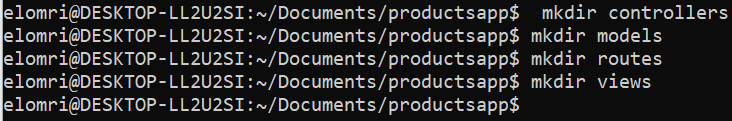 elomri@DESKTOP-LL2U2SI:~/Documents/productsapp$  mkdir controllers
elomri@DESKTOP-LL2U2SI:~/Documents/productsapp$ mkdir models
elomri@DESKTOP-LL2U2SI:~/Documents/productsapp$ mkdir routes
elomri@DESKTOP-LL2U2SI:~/Documents/productsapp$ mkdir views
elomri@DESKTOP-LL2U2SI:~/Documents/productsapp$